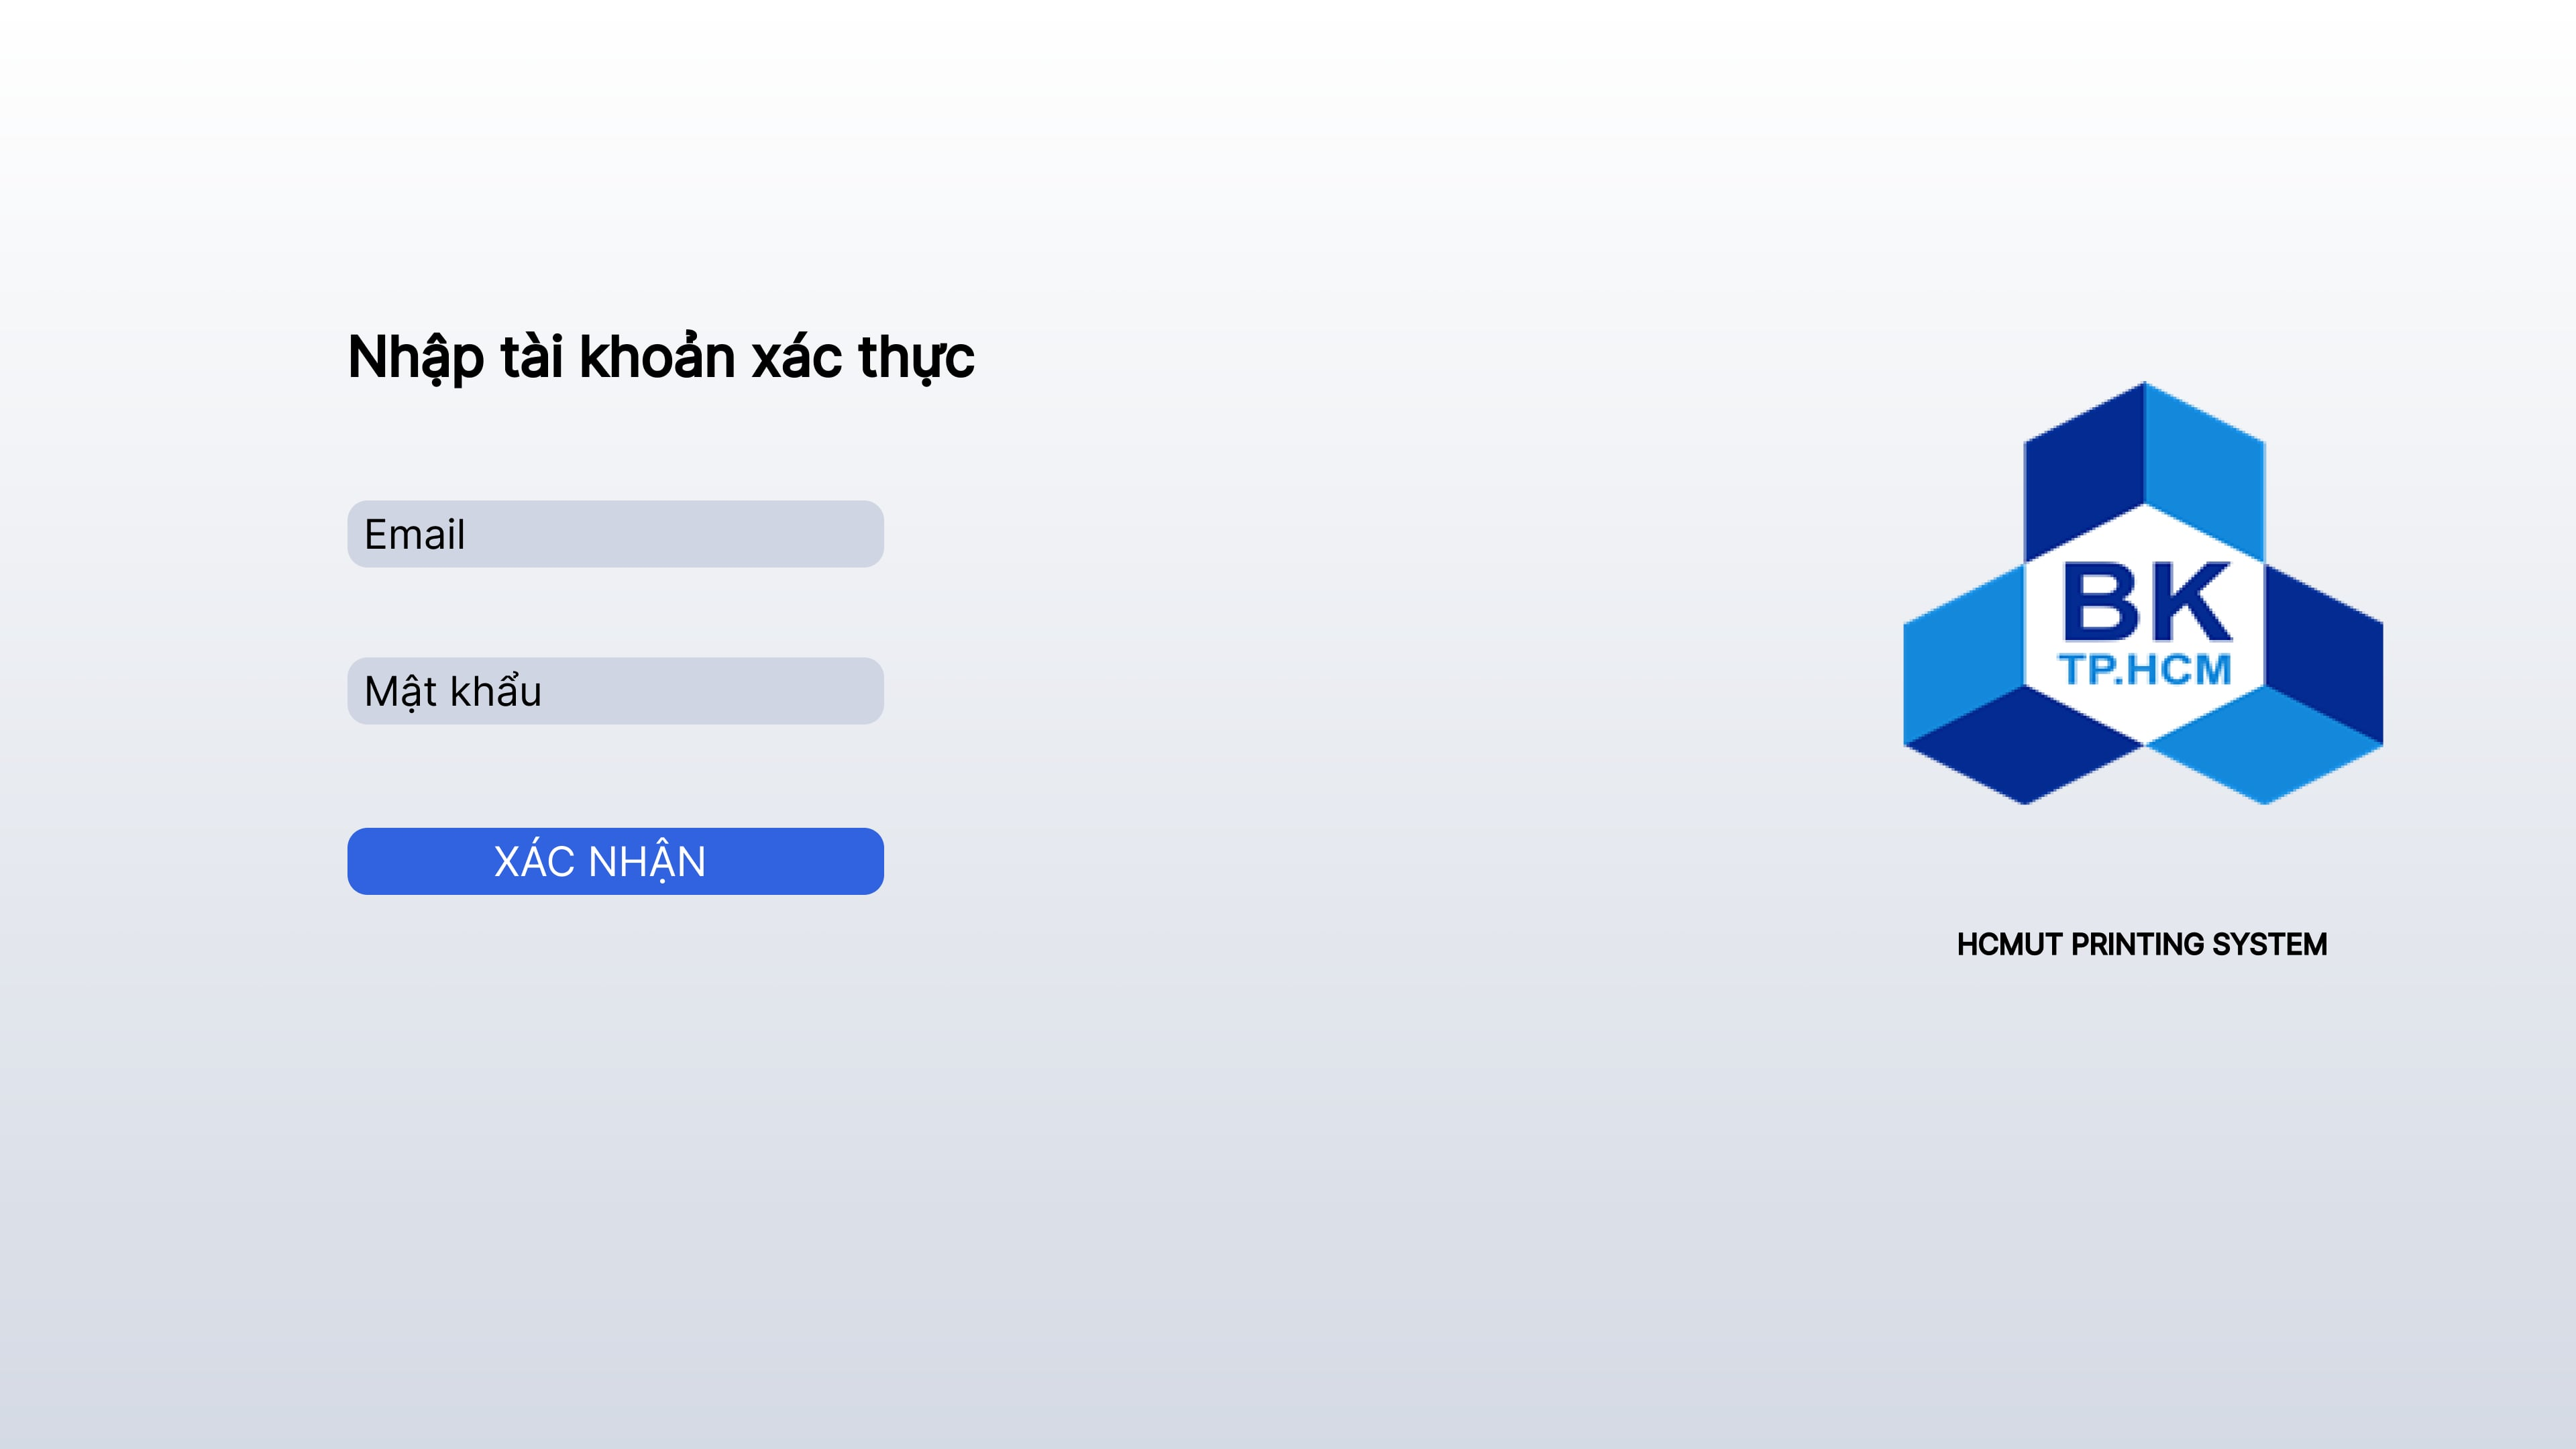 Nhập tài khoản xác thực
Email
Mật khẩu
XÁC NHẬN
BK
TP.HCM
HCMUT PRINTING SYSTEM